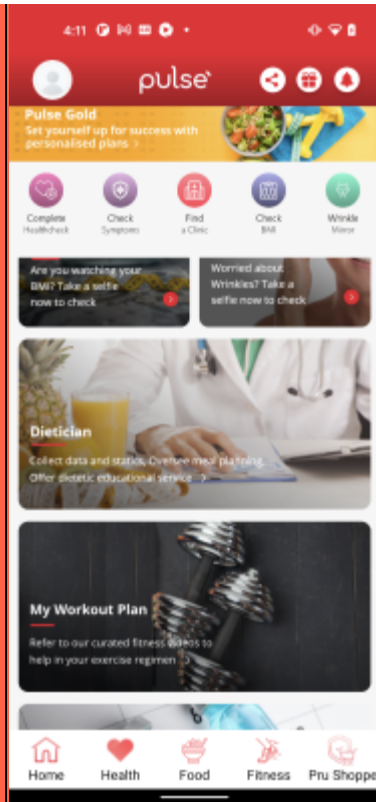 4:11
pulse
Pulse Gold
Set yourself up for success with
personalised plans >
Complete
Healthcheck
Check
Symptoms
Find
a Clinic
Check
BMI
Wrinkle
Mirror
Are you watching your
BMI? Take a selfie
now to check
Worried about
Wrinkles? Take a
selfie now to check
Dietician
Collect data and statics, Oversee meal planning,
Offer dietetic educational service >
My Workout Plan
Refer to our curated fitness videos to
help in your exercise regimen >
Home
Health
Food
Fitness
Pru Shoppe